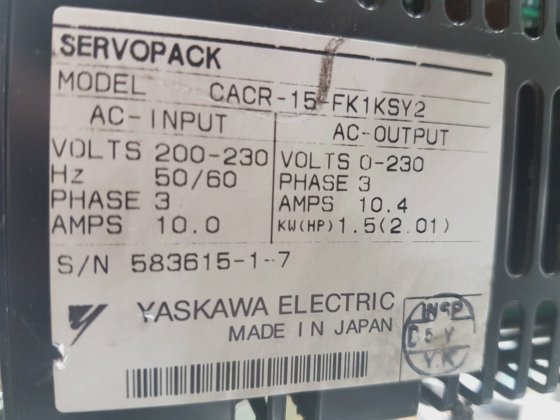 SERVOPACK
MODEL CACR-15-FK1KSY2
AC-INPUT
VOLTS 200-230
Hz 50/60
PHASE 3
AMPS 10.0
AC-OUTPUT
VOLTS 0-230
PHASE 3
AMPS 10.4
KW(HP) 1.5(2.01)
S/N 583615-1-7
YASKAWA ELECTRIC
MADE IN JAPAN
INSP
5 Y
Y.K